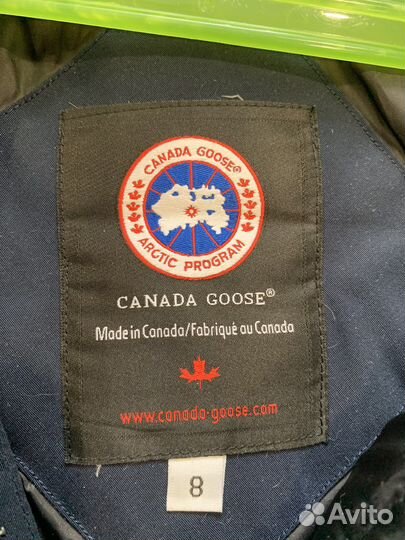 CANADA GOOSE®
ARCTIC PROGRAM
CANADA GOOSE®
Made in Canada/Fabriqué au Canada
www.canada-goose.com
8
Avito